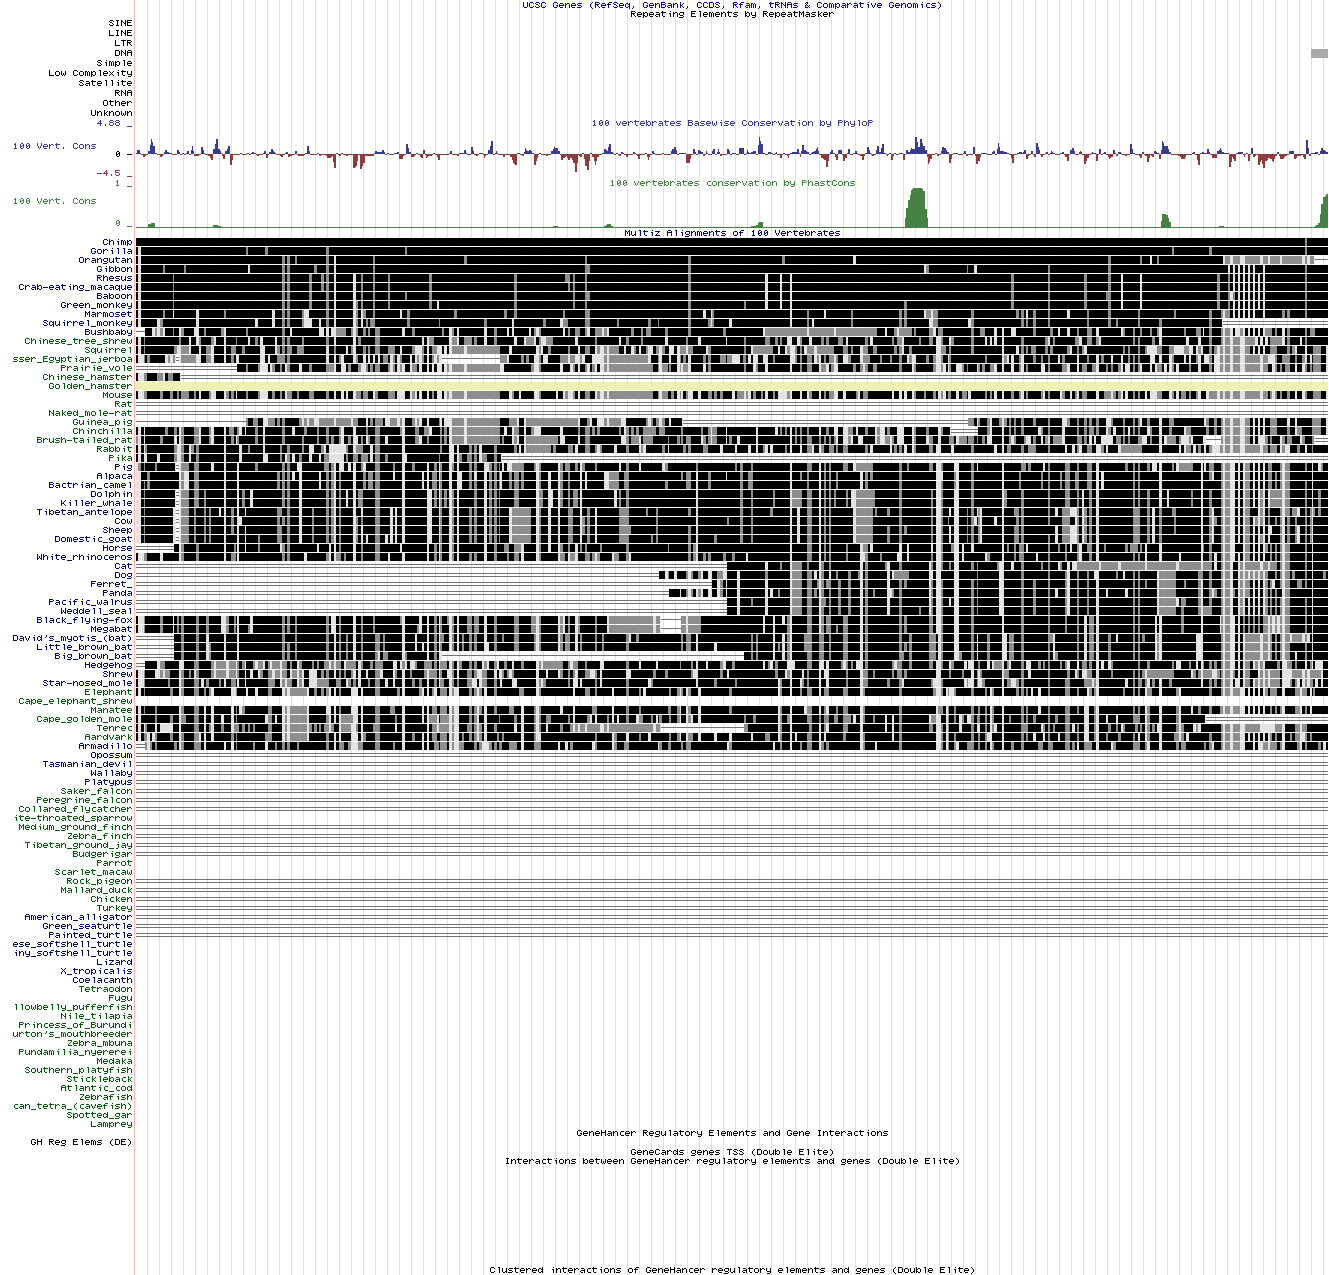 UCSC Genes (RefSeq, GenBank, CCDS, Rfam, tRNAs & Comparative Genomics)
Repeating Elements by RepeatMasker
SINE
LINE
LTR
DNA
Simple
Low Complexity
Satellite
RNA
Other
Unknown
4.88 _
100 vertebrates Basewise Conservation by PhyloP
100 Vert. Cons
0 -
-4.5 _
1 _
100 vertebrates conservation by PhastCons
100 Vert. Cons
0 _
Multiz Alignments of 100 Vertebrates
Chimp
Gorilla
Orangutan
Gibbon
Rhesus
Crab-eating_macaque
Baboon
Green_monkey
Marmoset
Squirrel_monkey
Bushbaby
Chinese_tree_shrew
Squirrel
sser_Egyptian_jerboa
Prairie_vole
Chinese_hamster
Golden_hamster
Mouse
Rat
Naked_mole-rat
Guinea_pig
Chinchilla
Brush-tailed_rat
Rabbit
Pika
Pig
Alpaca
Bactrian_camel
Dolphin
Killer_whale
Tibetan_antelope
Cow
Sheep
Domestic_goat
Horse
White_rhinoceros
Cat
Dog
Ferret_
Panda
Pacific_walrus
Weddell_seal
Black_flying-fox
Megabat
David's_myotis_(bat)
Little_brown_bat
Big_brown_bat
Hedgehog
Shrew
Star-nosed_mole
Elephant
Cape_elephant_shrew
Manatee
Cape_golden_mole
Tenrec
Aardvark
Armadillo
Opossum
Tasmanian_devil
Wallaby
Platypus
Saker_falcon
Peregrine_falcon
Collared_flycatcher
ite-throated_sparrow
Medium_ground_finch
Zebra_finch
Tibetan_ground_jay
Budgerigar
Parrot
Scarlet_macaw
Rock_pigeon
Mallard_duck
Chicken
Turkey
American_alligator
Green_seaturtle
Painted_turtle
ese_softshell_turtle
iny_softshell_turtle
Lizard
X_tropicalis
Coelacanth
Tetraodon
Fugu
llowbelly_pufferfish
Nile_tilapia
Princess_of_Burundi
urton's_mouthbreeder
Zebra_mbuna
Pundamilia_nyererei
Medaka
Southern_platyfish
Stickleback
Atlantic_cod
Zebrafish
can_tetra_(cavefish)
Spotted_gar
Lamprey
GeneHancer Regulatory Elements and Gene Interactions
GH Reg Elems (DE)
GeneCards genes TSS (Double Elite)
Interactions between GeneHancer regulatory elements and genes (Double Elite)
Clustered interactions of GeneHancer regulatory elements and genes (Double Elite)